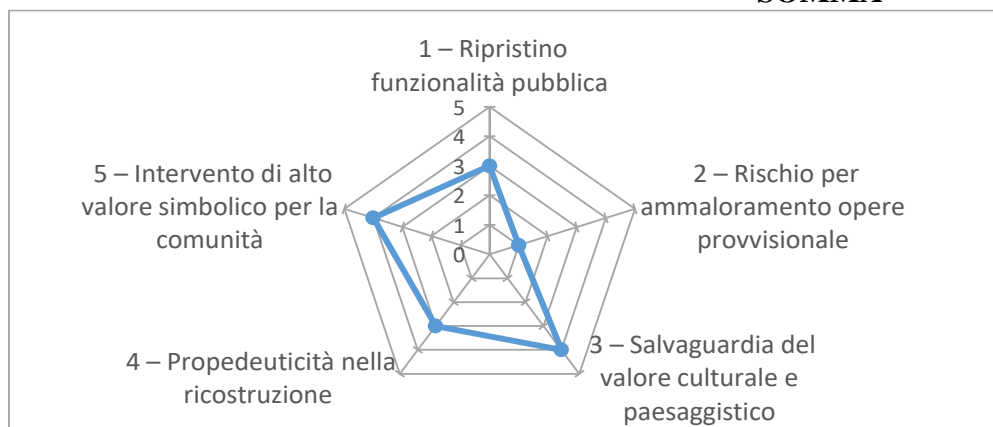 SOMMA
1 – Ripristino
funzionalità pubblica
5
4
3
2
1
0
2 – Rischio per
ammaloramento opere
provvisionale
3 – Salvaguardia del
valore culturale e
paesaggistico
4 – Propedeuticità nella
ricostruzione
5 – Intervento di alto
valore simbolico per la
comunità